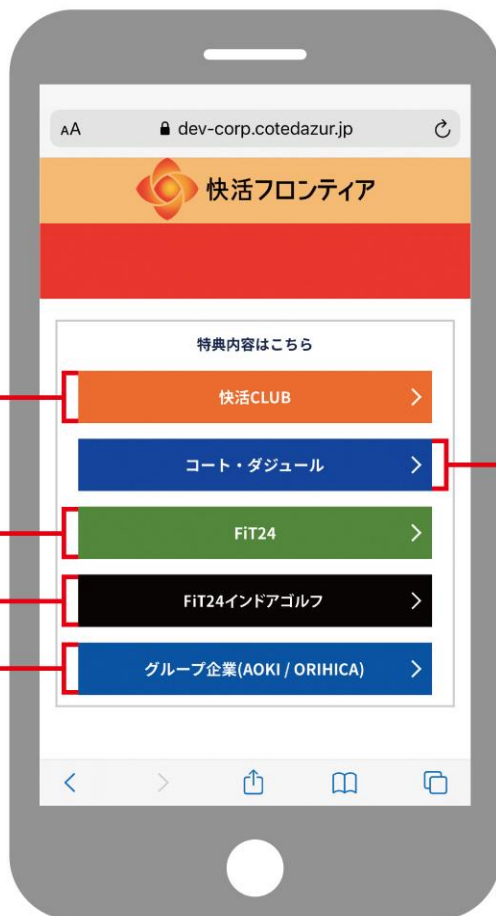 AA dev-corp.cotedazur.jp
快活フロンティア
特典内容はこちら
快活CLUB
コート・ダジュール
FiT24
FiT24インドアゴルフ
グループ企業(AOKI / ORIHICA)